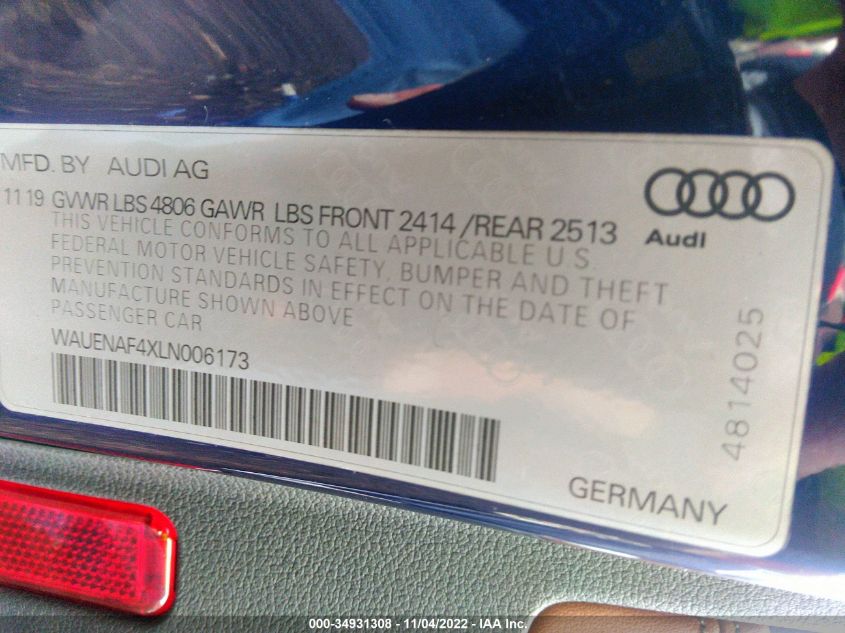 MFD. BY AUDI AG
11 19 GVWR LBS 4806 GAWR LBS FRONT 2414 /REAR 2513
THIS VEHICLE CONFORMS TO ALL APPLICABLE U S
FEDERAL MOTOR VEHICLE SAFETY, BUMPER AND THEFT
PREVENTION STANDARDS IN EFFECT ON THE DATE OF
MANUFACTURE SHOWN ABOVE
PASSENGER CAR
WAUENAF4XLN006173
Audi
4814025
GERMANY
000-34931308 - 11/04/2022 - IAA Inc.